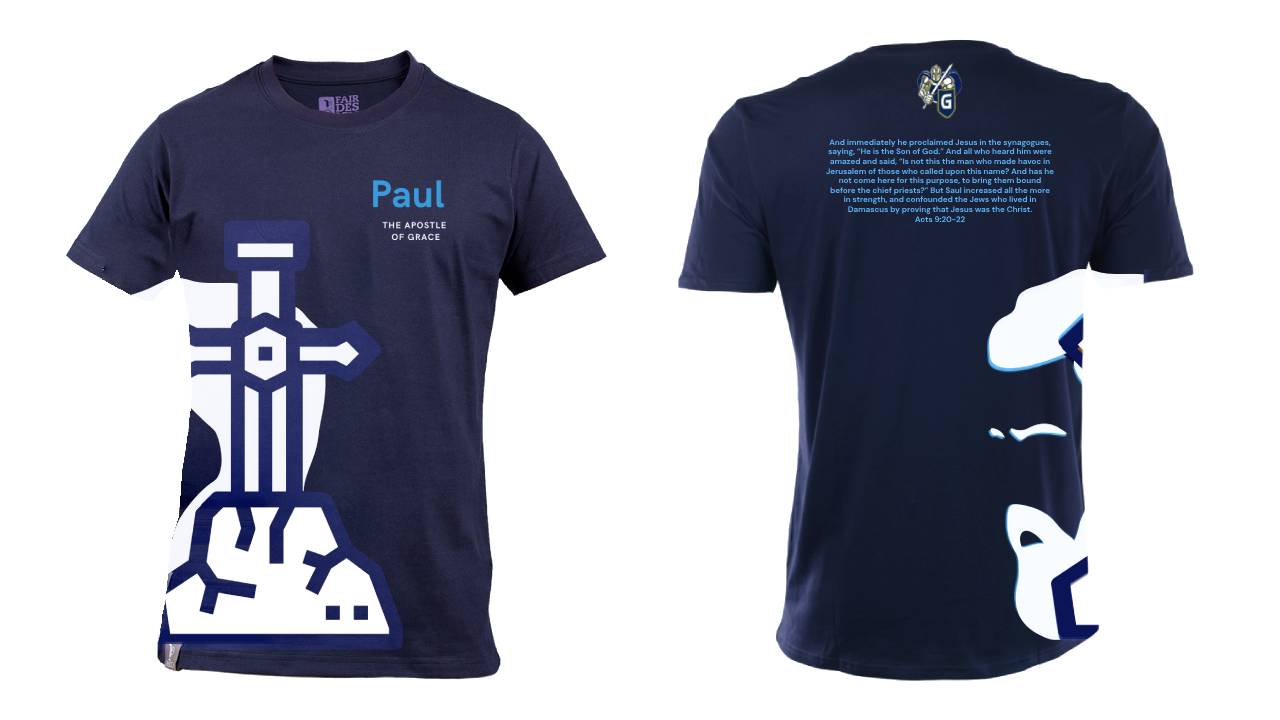 FAIR
DES
Paul
THE APOSTLE
OF GRACE
G
And immediately he proclaimed Jesus in the synagogues,
saying, "He is the Son of God." And all who heard him were
amazed and said, "Is not this the man who made havoc in
Jerusalem of those who called upon this name? And has he
not come here for this purpose, to bring them bound
before the chief priests?" But Saul increased all the more
in strength, and confounded the Jews who lived in
Damascus by proving that Jesus was the Christ.
Acts 9:20–22